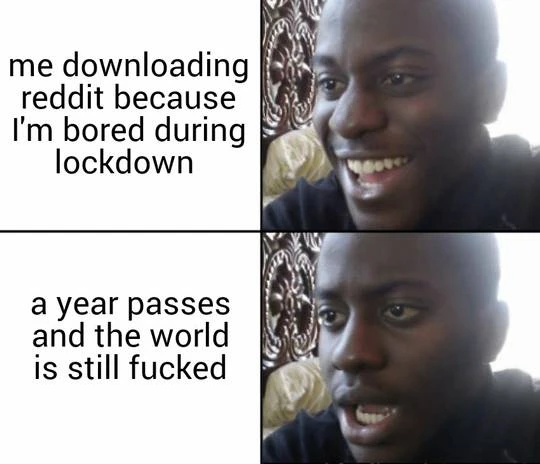 me downloading
reddit because
I'm bored during
lockdown
a year passes
and the world
is still fucked